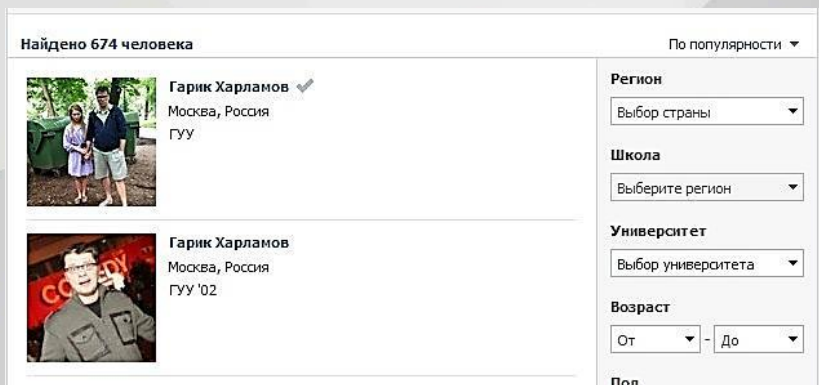 Найдено 674 человека
По популярности
Гарик Харламов
Москва, Россия
ГУУ
COMEDY
Гарик Харламов
Москва, Россия
ГУУ '02
Регион
Выбор страны
Школа
Выберите регион
Университет
Выбор университета
Возраст
От - До
Пол